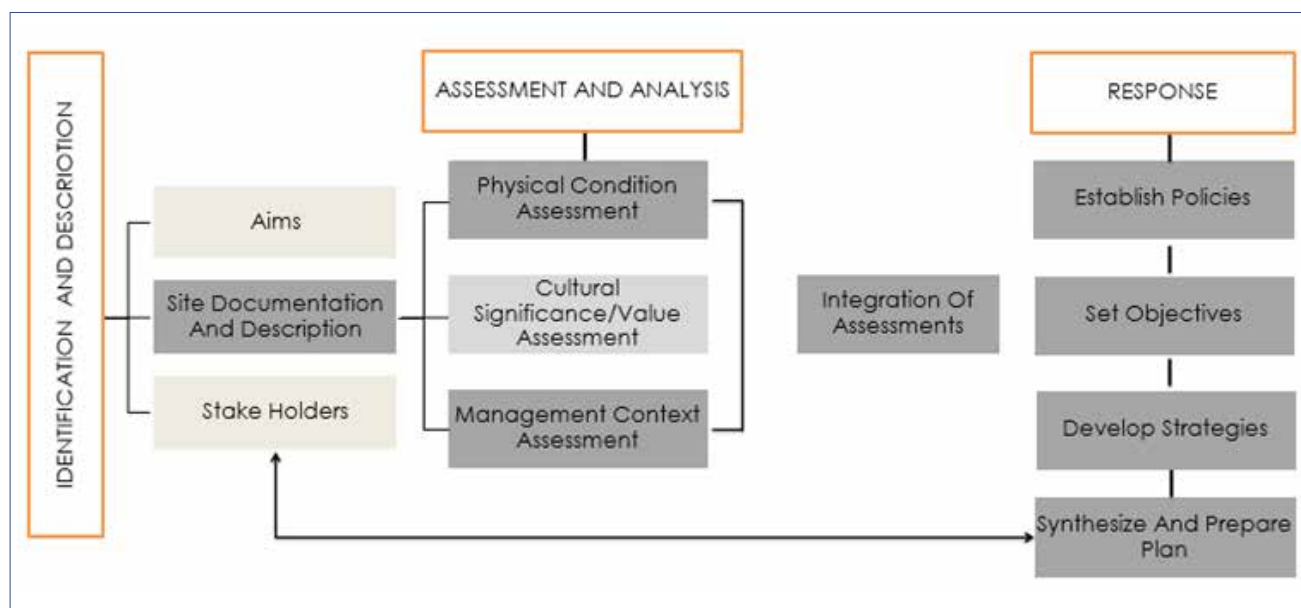 IDENTIFICATION AND DESCRIOTION
Aims
Site Documentation
And Description
Stake Holders
ASSESSMENT AND ANALYSIS
Physical Condition
Assessment
Cultural
Significance/Value
Assessment
Management Context
Assessment
Integration Of
Assessments
RESPONSE
Establish Policies
Set Objectives
Develop Strategies
Synthesize And Prepare
Plan